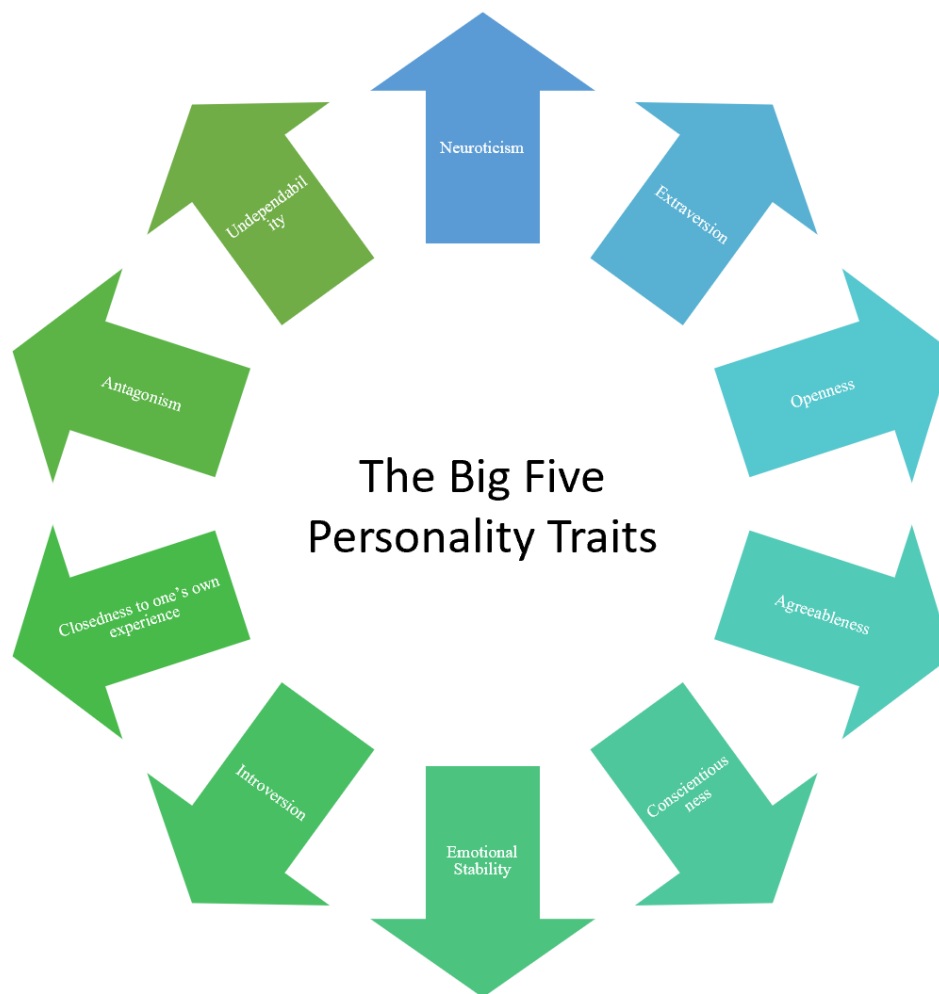 Neuroticism
Extraversion
Openness
Agreeableness
Conscientious
ness
Emotional
Stability
Introversion
Closedness to one’s own
experience
Antagonism
Undependabil
ity
The Big Five
Personality Traits